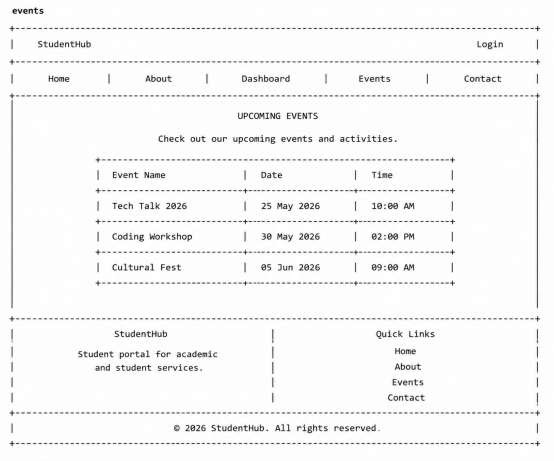 events
StudentHub Login
Home | About | Dashboard | Events | Contact
UPCOMING EVENTS
Check out our upcoming events and activities.
| Event Name | Date | Time |
| Tech Talk 2026 | 25 May 2026 | 10:00 AM |
| Coding Workshop | 30 May 2026 | 02:00 PM |
| Cultural Fest | 05 Jun 2026 | 09:00 AM |
StudentHub | Quick Links
Student portal for academic | Home
and student services. | About
Events
Contact
© 2026 StudentHub. All rights reserved.